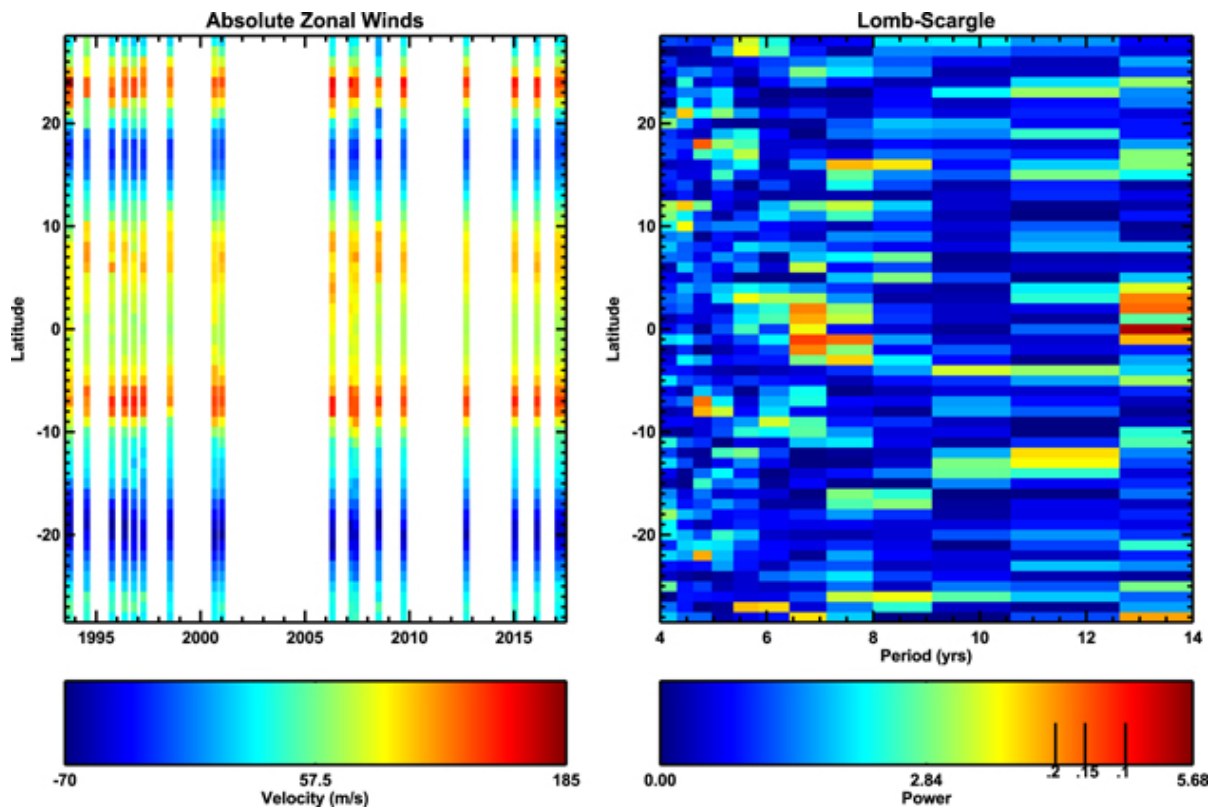 Absolute Zonal Winds
Latitude
20
10
0
-10
-20
1995 2000 2005 2010 2015
-70 57.5 185
Velocity (m/s)
Lomb-Scargle
Latitude
20
10
0
-10
-20
4 6 8 10 12 14
Period (yrs)
.2 .15 .1
0.00 2.84 5.68
Power